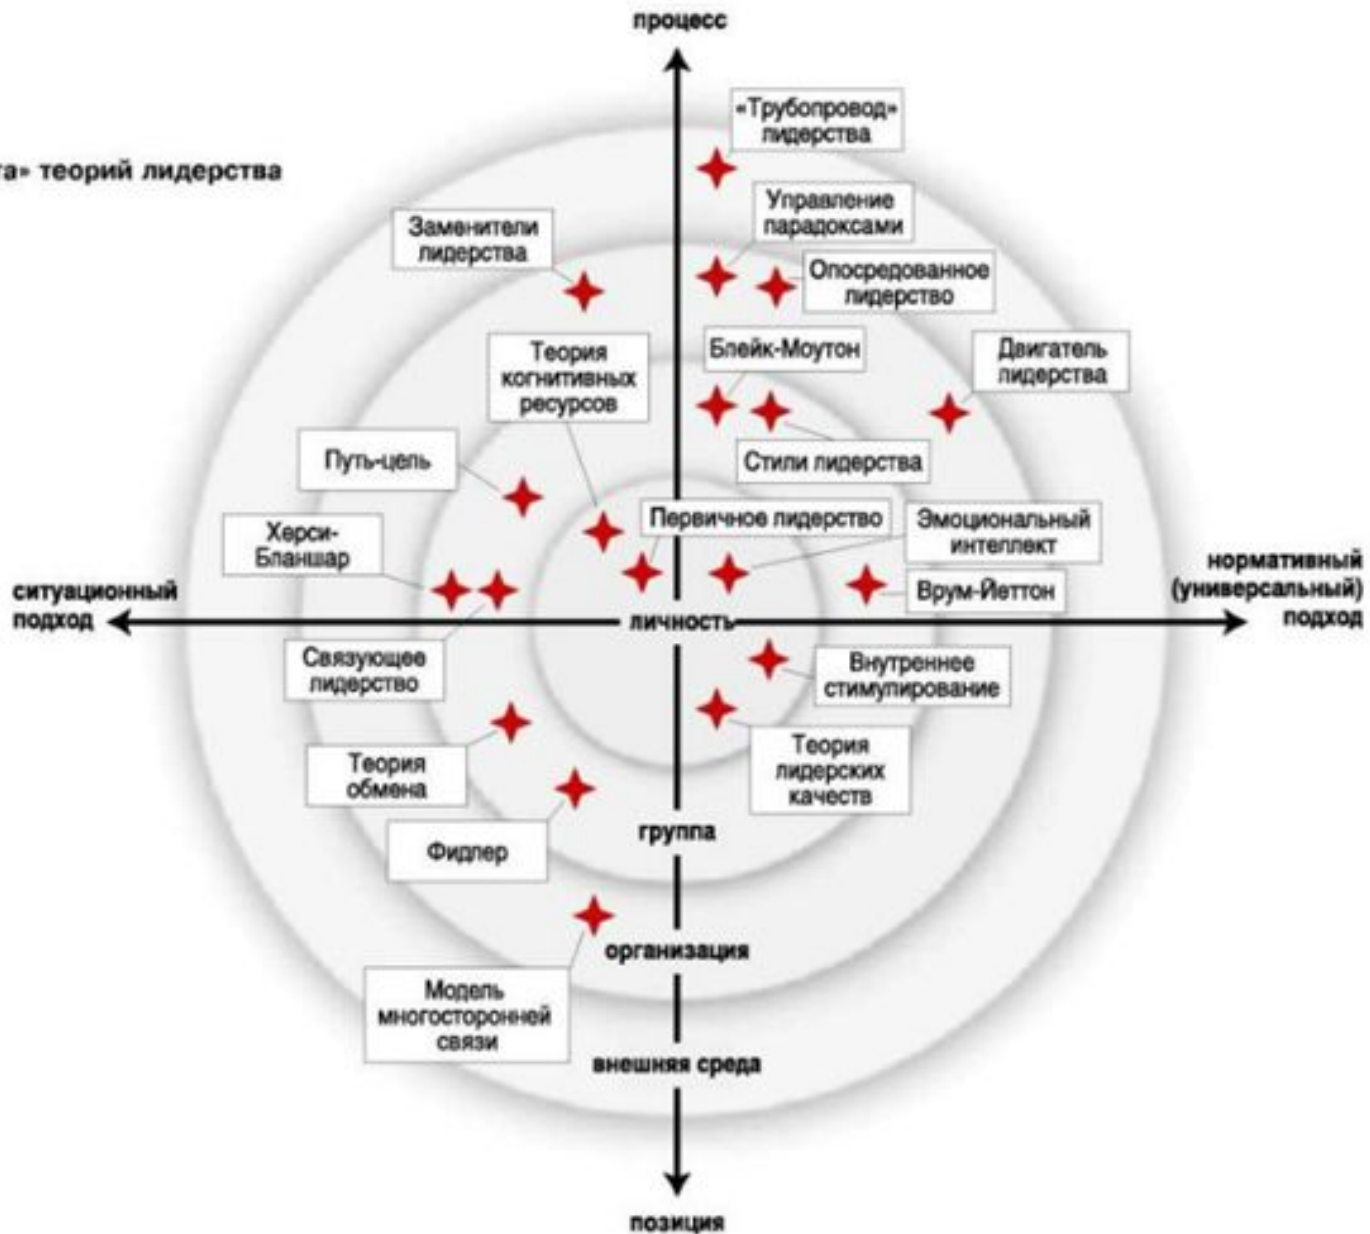 процесс
«Трубопровод»
лидерства
та» теорий лидерства
Управление
парадоксами
Заменители
лидерства
Опосредованное
лидерство
Блейк-Моутон
Двигатель
лидерства
Теория
когнитивных
ресурсов
Путь-цель
Стили лидерства
Первичное лидерство
Эмоциональный
интеллект
Херси-
Бланшар
Врум-Йеттон
ситуационный
подход
нормативный
(универсальный)
подход
личность
Связующее
лидерство
Внутреннее
стимулирование
Теория
обмена
Теория
лидерских
качеств
группа
Фидлер
организация
Модель
многосторонней
связи
внешняя среда
позиция